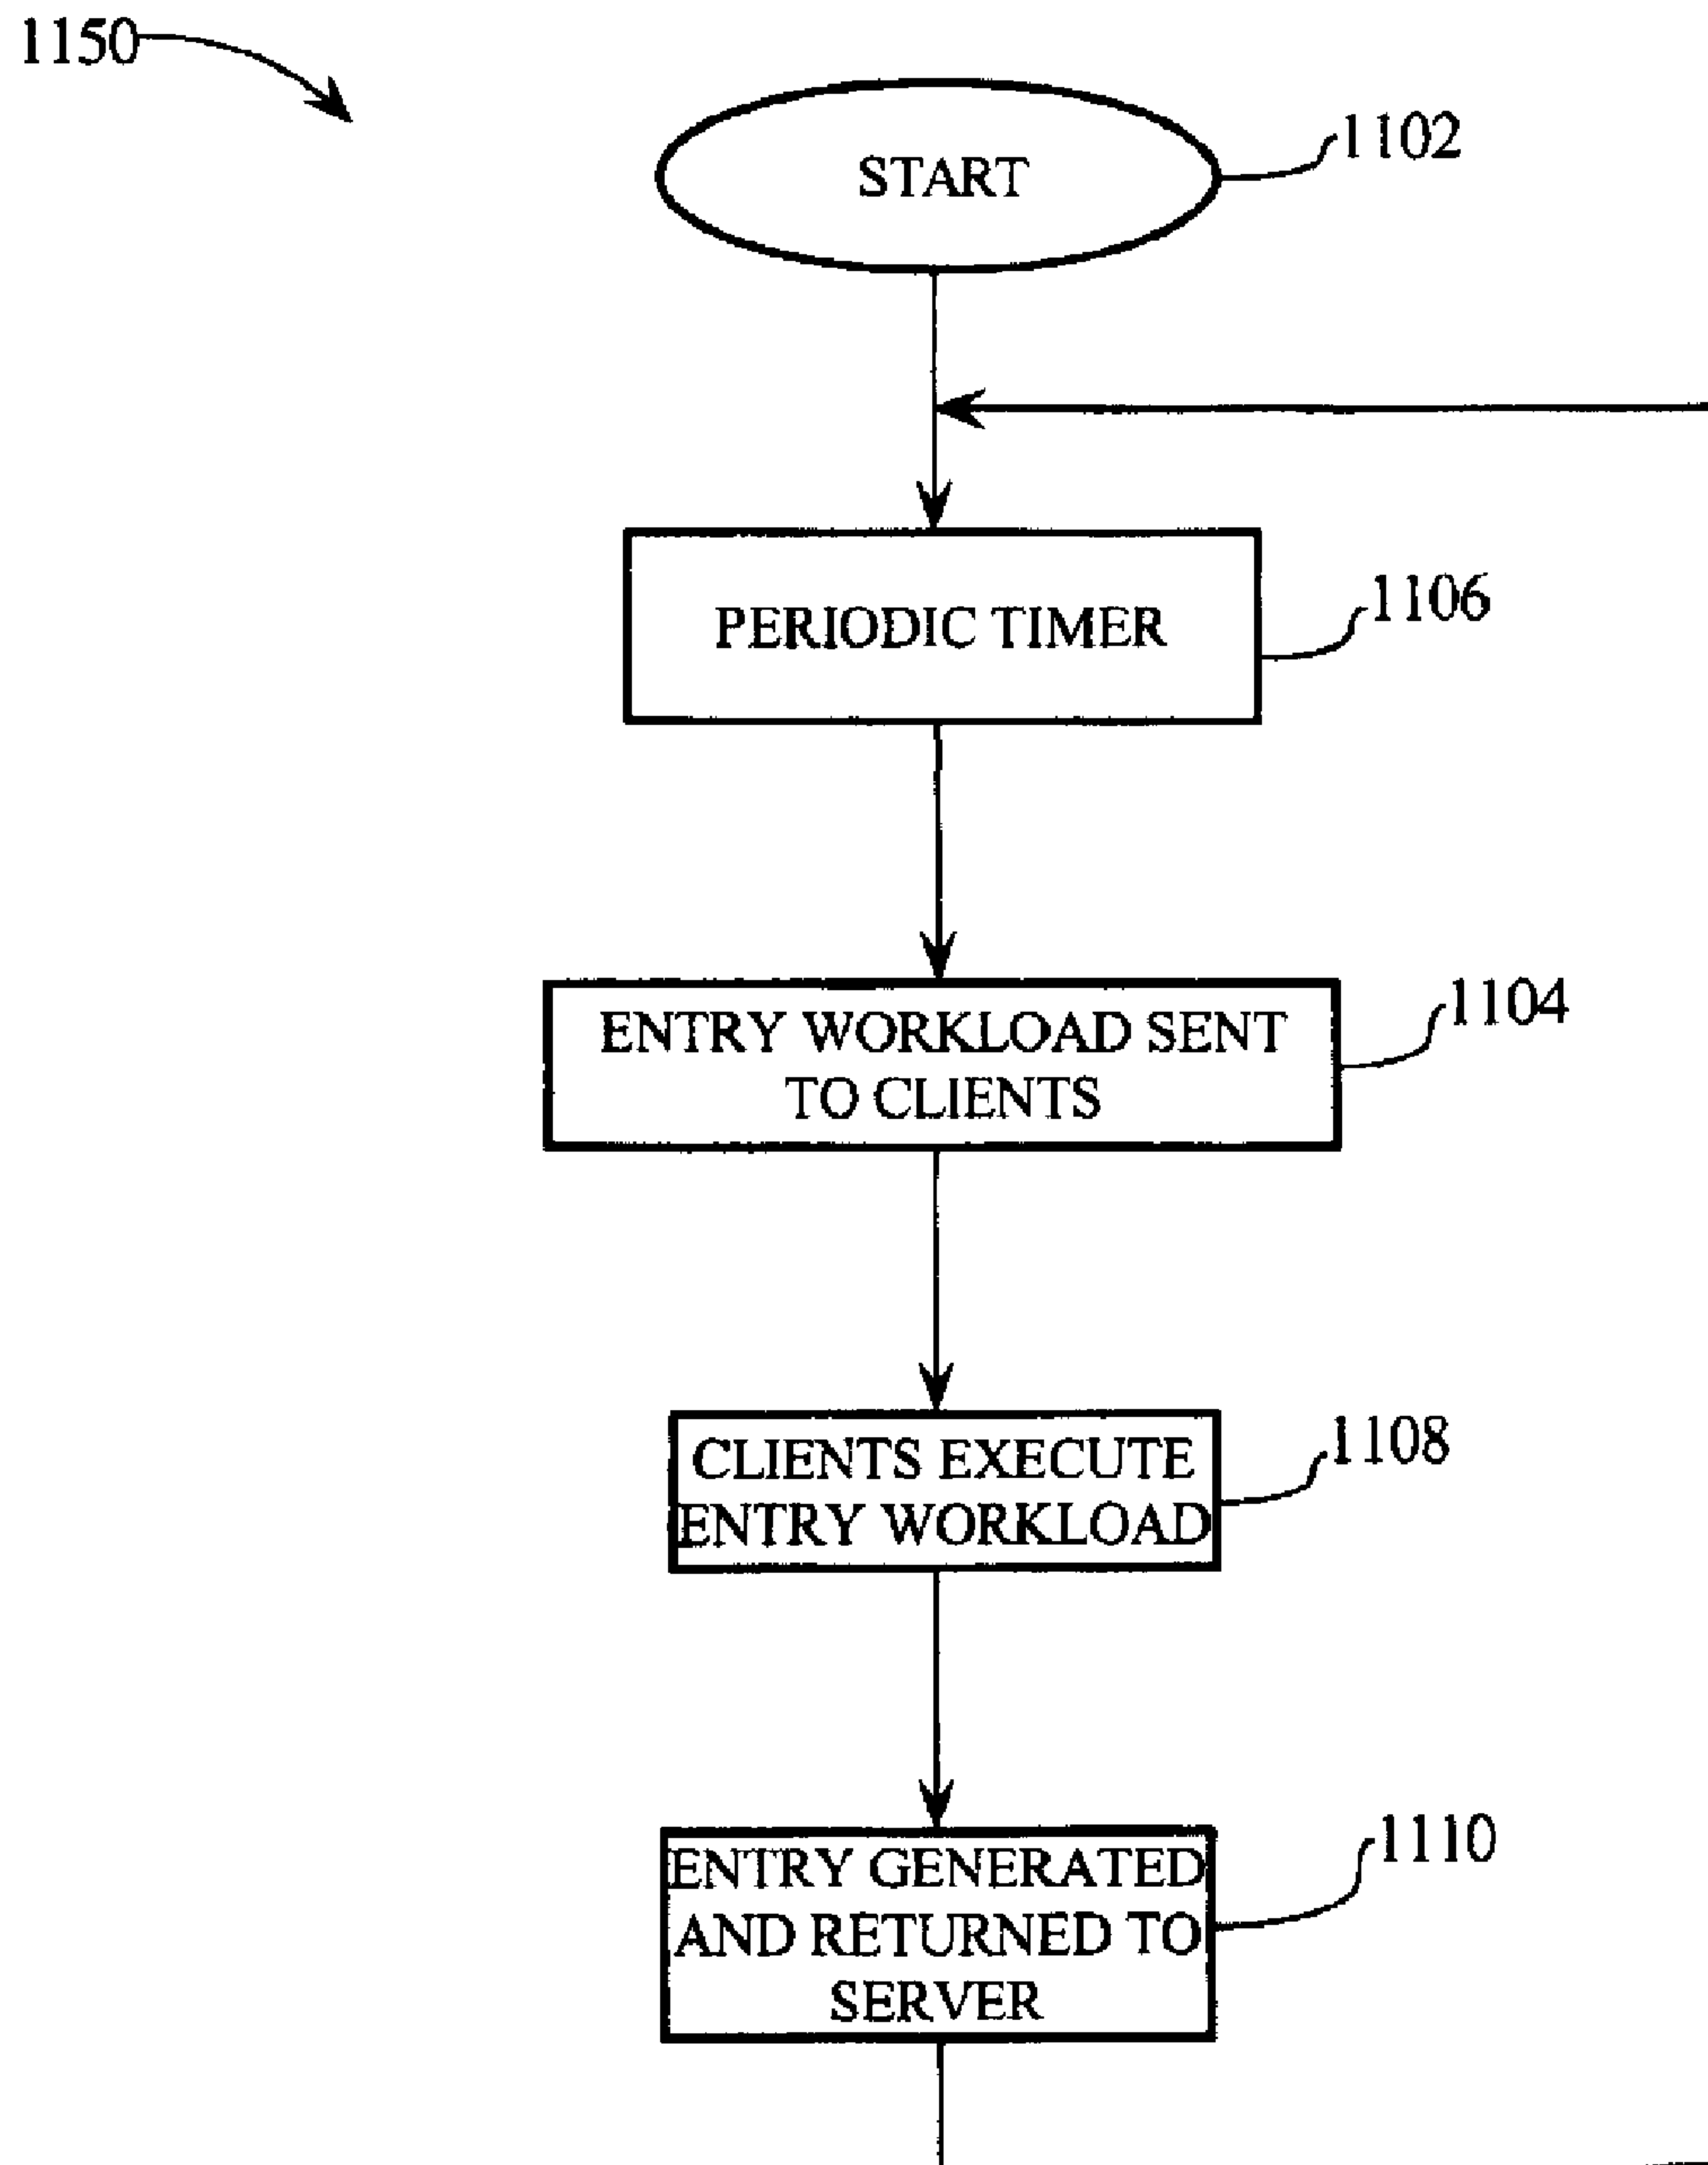 1150
START
1102
PERIODIC TIMER
1106
ENTRY WORKLOAD SENT
TO CLIENTS
1104
CLIENTS EXECUTE
ENTRY WORKLOAD
1108
ENTRY GENERATED
AND RETURNED TO
SERVER
1110